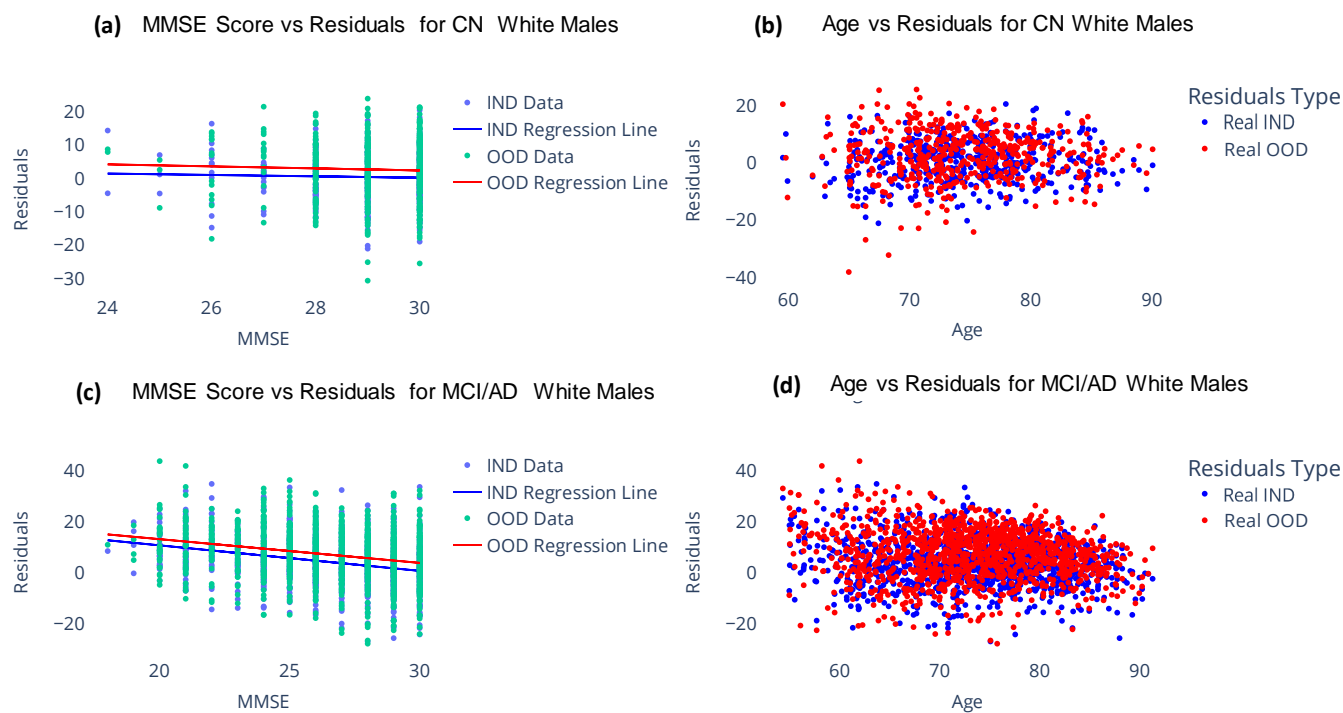 (a) MMSE Score vs Residuals for CN White Males
Residuals
20
10
0
−10
−20
−30
24
26
28
30
MMSE
IND Data
IND Regression Line
OOD Data
OOD Regression Line
(b) Age vs Residuals for CN White Males
Residuals
20
0
−20
−40
60
70
80
90
Age
Residuals Type
Real IND
Real OOD
(c) MMSE Score vs Residuals for MCI/AD White Males
Residuals
40
20
0
−20
20
25
30
MMSE
IND Data
IND Regression Line
OOD Data
OOD Regression Line
(d) Age vs Residuals for MCI/AD White Males
Residuals
40
20
0
−20
60
70
80
90
Age
Residuals Type
Real IND
Real OOD